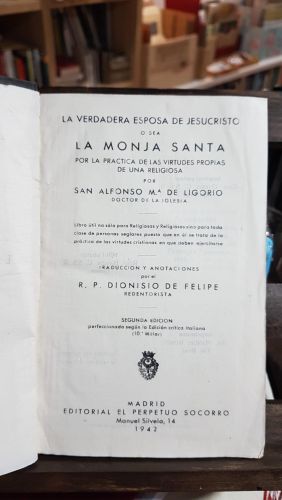 LA VERDADERA ESPOSA DE JESUCRISTO
O SEA
LA MONJA SANTA
POR LA PRACTICA DE LAS VIRTUDES PROPIAS
DE UNA RELIGIOSA
POR
SAN ALFONSO M.ª DE LIGORIO
DOCTOR DE LA IGLESIA
Libro útil no sólo para Religiosas y Religiosos sino para toda
clase de personas seglares puesto que en él se trata de la
práctica de las virtudes cristianas en que deben ejercitarse
TRADUCCION Y ANOTACIONES
por el
R. P. DIONISIO DE FELIPE
REDENTORISTA
SEGUNDA EDICION
perfeccionada según la Edición crítica italiana
(10.º Millar)
MADRID
EDITORIAL EL PERPETUO SOCORRO
Manuel Silvela, 14
1942